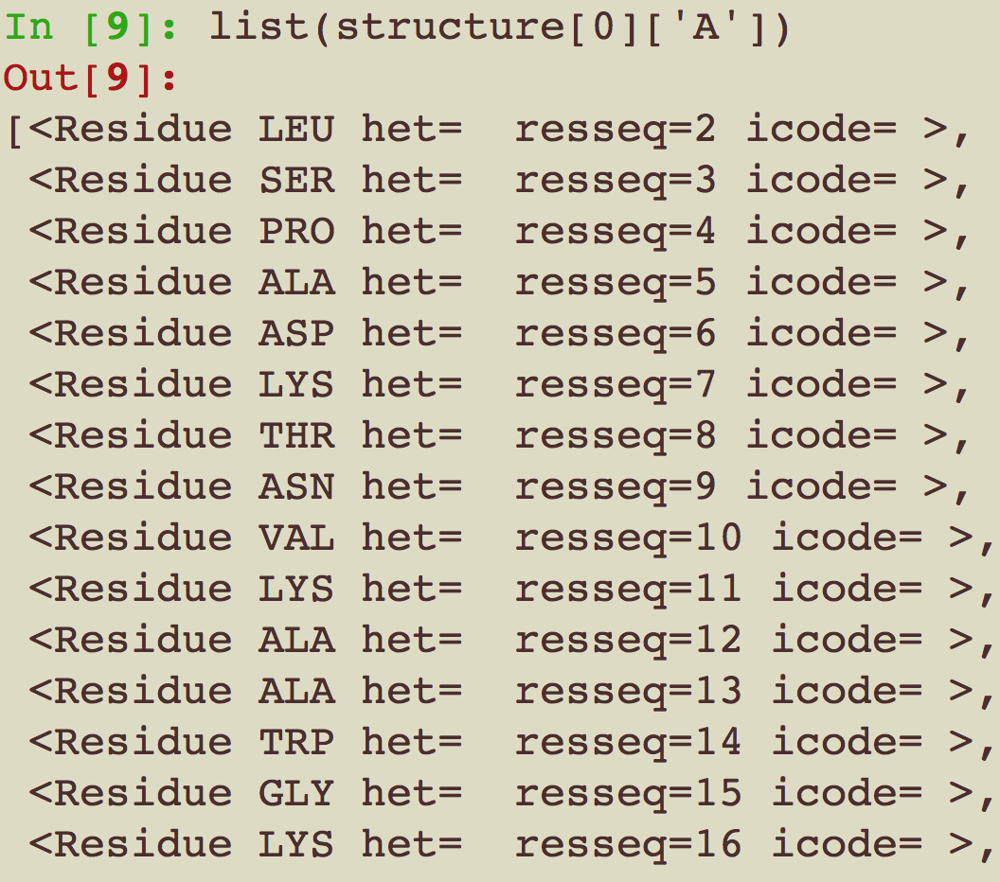 In [9]: list(structure[0]['A'])
Out[9]:
[<Residue LEU het=  resseq=2 icode= >,
 <Residue SER het=  resseq=3 icode= >,
 <Residue PRO het=  resseq=4 icode= >,
 <Residue ALA het=  resseq=5 icode= >,
 <Residue ASP het=  resseq=6 icode= >,
 <Residue LYS het=  resseq=7 icode= >,
 <Residue THR het=  resseq=8 icode= >,
 <Residue ASN het=  resseq=9 icode= >,
 <Residue VAL het=  resseq=10 icode= >,
 <Residue LYS het=  resseq=11 icode= >,
 <Residue ALA het=  resseq=12 icode= >,
 <Residue ALA het=  resseq=13 icode= >,
 <Residue TRP het=  resseq=14 icode= >,
 <Residue GLY het=  resseq=15 icode= >,
 <Residue LYS het=  resseq=16 icode= >,